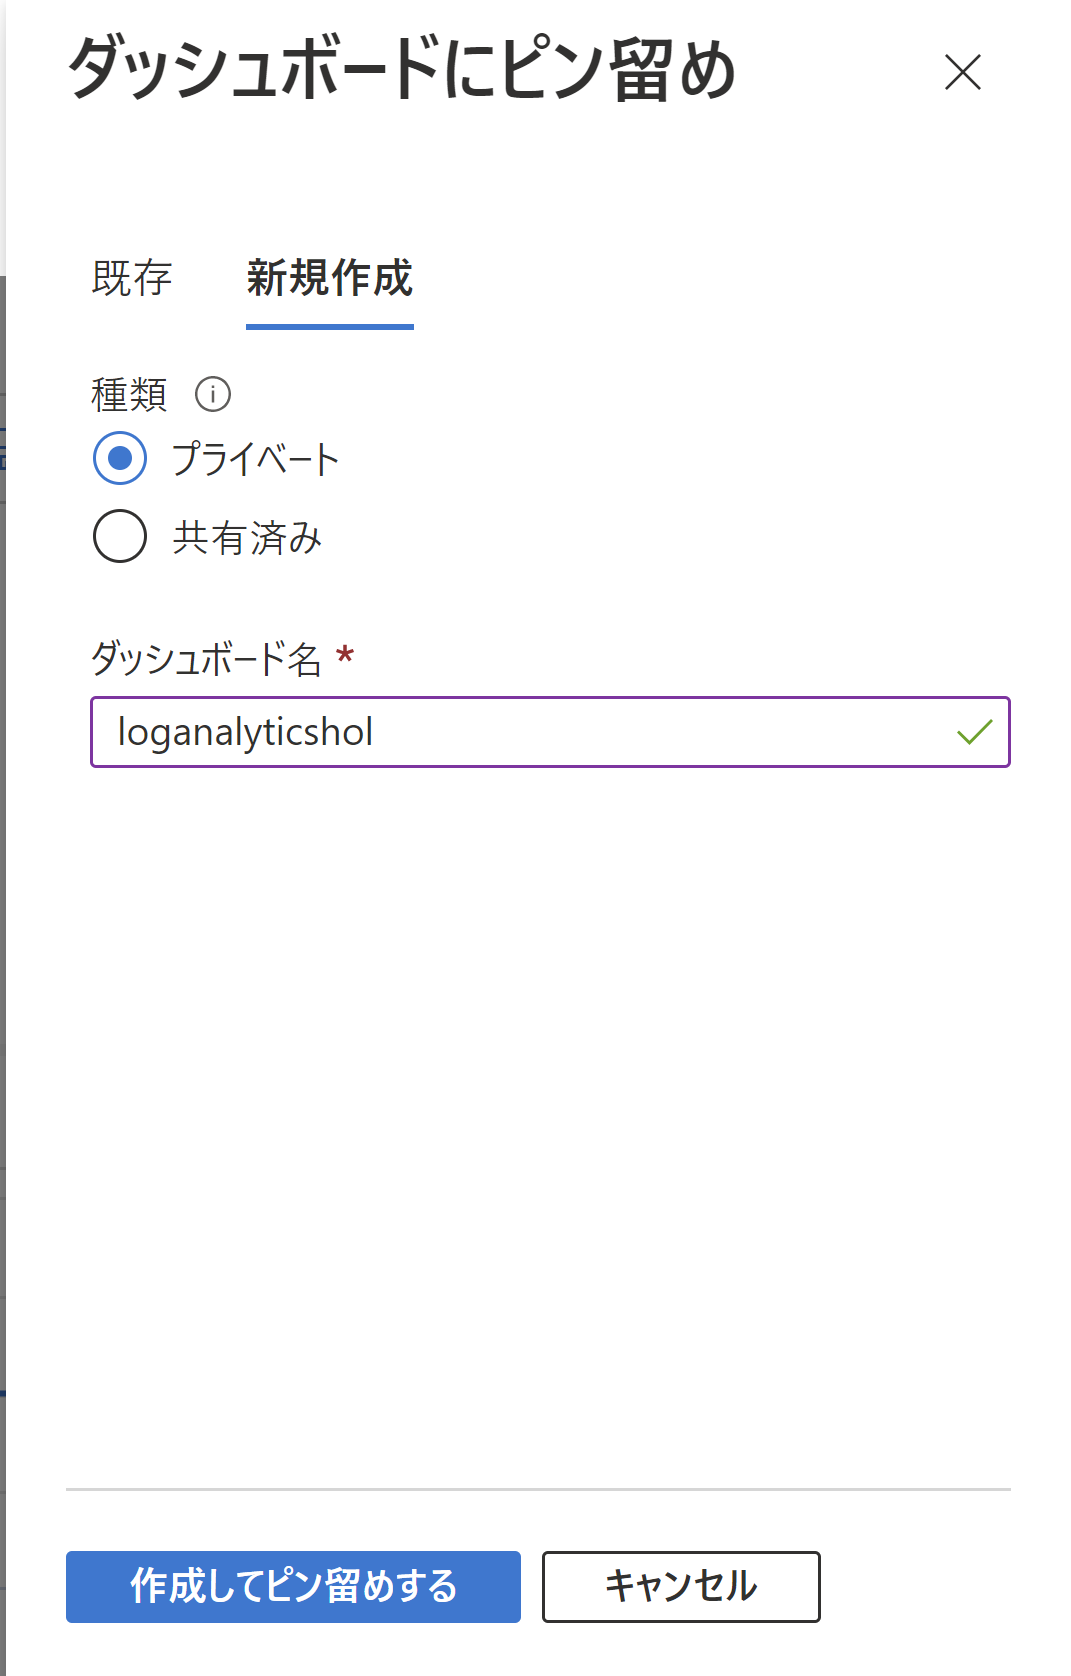 ダッシュボードにピン留め
既存 新規作成
種類
プライベート
共有済み
ダッシュボード名 *
loganalyticshol
作成してピン留めする キャンセル